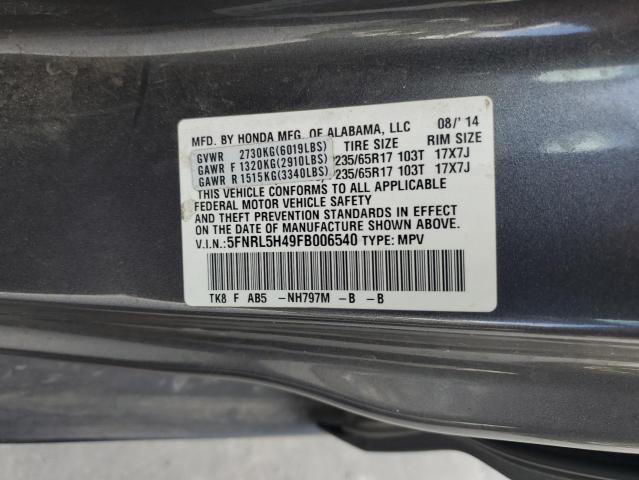 MFD. BY HONDA MFG. OF ALABAMA, LLC 08/'14
TIRE SIZE RIM SIZE
GVWR 2730KG(6019LBS)
GAWR F 1320KG(2910LBS) 235/65R17 103T 17X7J
GAWR R 1515KG(3340LBS) 235/65R17 103T 17X7J
THIS VEHICLE CONFORMS TO ALL APPLICABLE
FEDERAL MOTOR VEHICLE SAFETY
AND THEFT PREVENTION STANDARDS IN EFFECT
ON THE DATE OF MANUFACTURE SHOWN ABOVE.
V.I.N.:5FNRL5H49FB006540 TYPE: MPV
TK8 F AB5 -NH797M -B -B